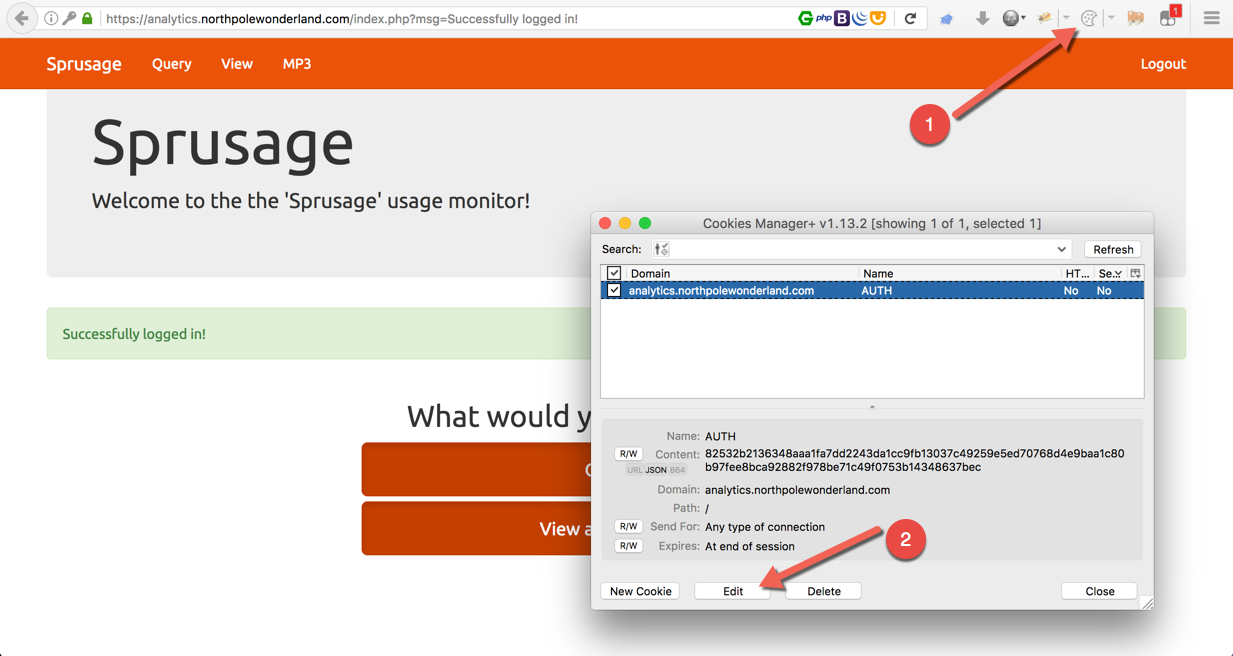 https://analytics.northpolewonderland.com/index.php?msg=Successfully logged in!
php
B
1
Sprusage Query View MP3 Logout
1
Sprusage
Welcome to the the 'Sprusage' usage monitor!
Cookies Manager+ v1.13.2 [showing 1 of 1, selected 1]
Search: Refresh
Domain Name HT... Se...
analytics.northpolewonderland.com AUTH No No
Successfully logged in!
What would y
View a
Name: AUTH
R/W Content: 82532b2136348aaa1fa7dd2243da1cc9fb13037c49259e5ed70768d4e9baa1c80
URL JSON B64 b97fee8bca92882f978be71c49f0753b14348637bec
Domain: analytics.northpolewonderland.com
Path: /
R/W Send For: Any type of connection
R/W Expires: At end of session
2
New Cookie Edit Delete Close